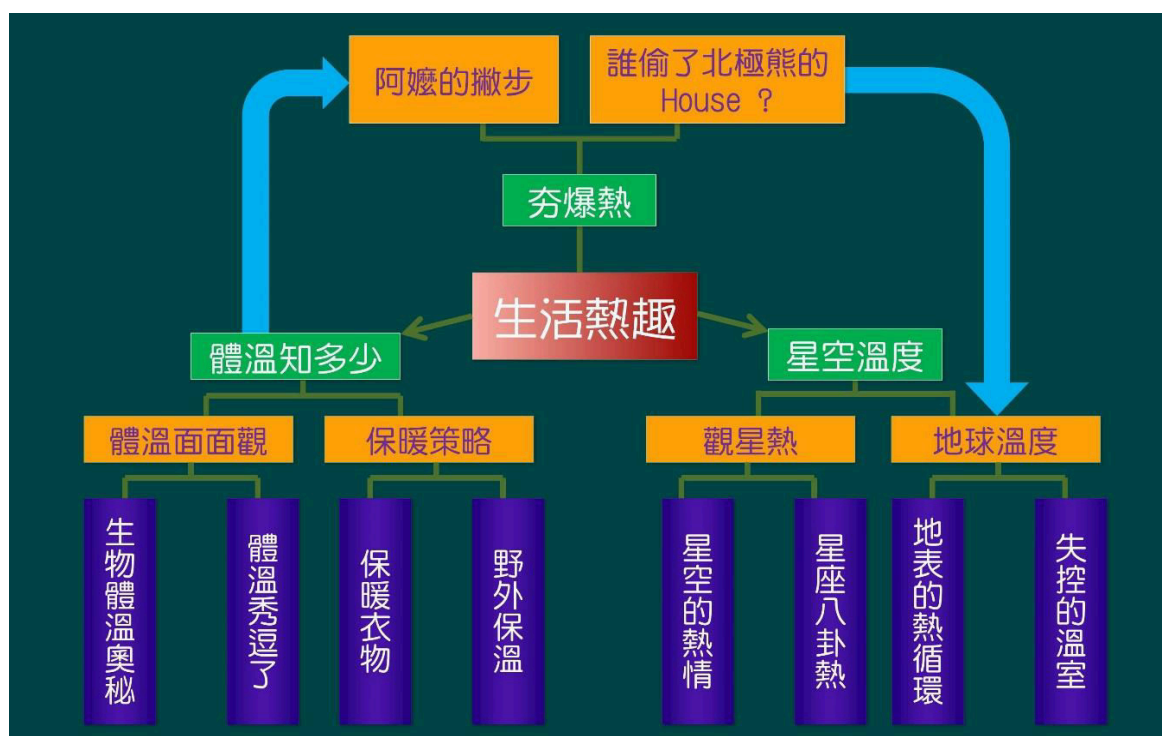 阿嬤的撇步
誰偷了北極熊的
House ?
夯爆熱
生活熱趣
體溫知多少
星空溫度
體溫面面觀
保暖策略
觀星熱
地球溫度
生物體溫奧秘
體溫秀逗了
保暖衣物
野外保溫
星空的熱情
星座八卦熱
地表的熱循環
失控的溫室